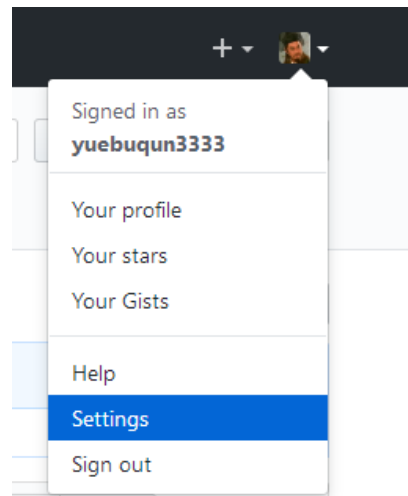 Signed in as
yuebuqun3333
Your profile
Your stars
Your Gists
Help
Settings
Sign out